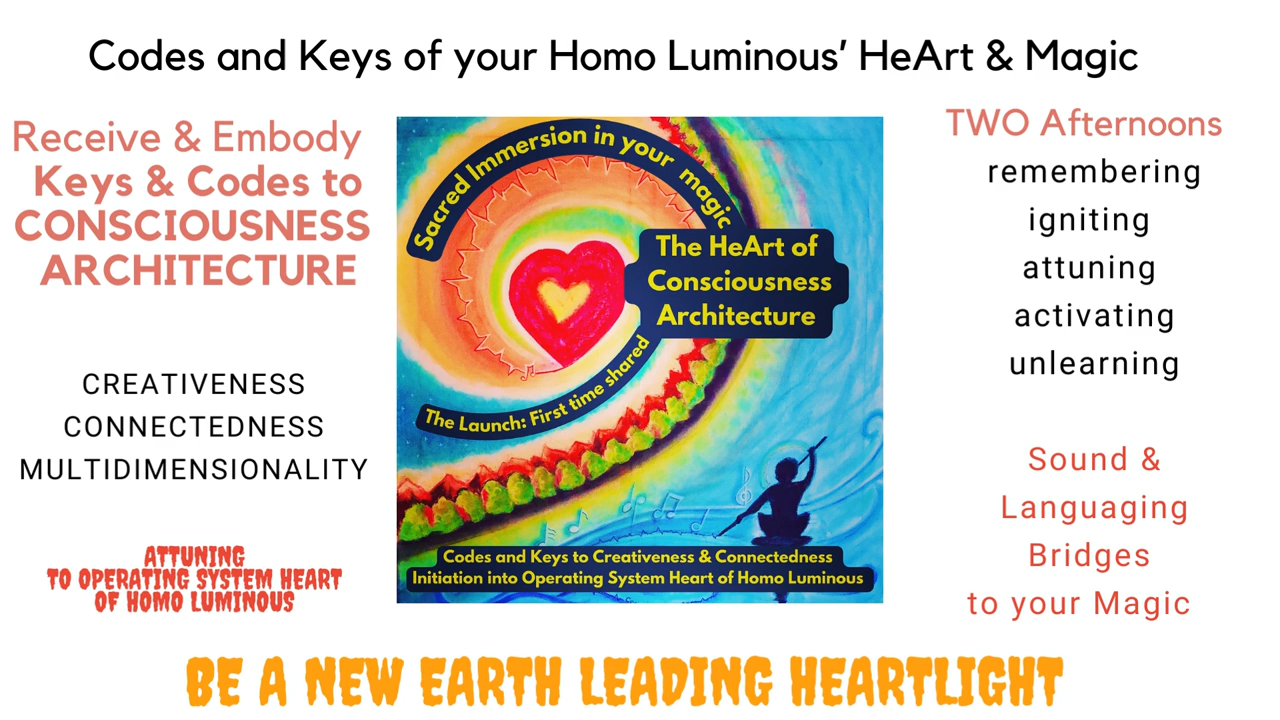 Codes and Keys of your Homo Luminous’ HeArt & Magic
Receive & Embody
Keys & Codes to
CONSCIOUSNESS
ARCHITECTURE
CREATIVENESS
CONNECTEDNESS
MULTIDIMENSIONALITY
ATTUNING
TO OPERATING SYSTEM HEART
OF HOMO LUMINOUS
Sacred Immersion in your magic
The HeArt of
Consciousness
Architecture
The Launch: First time shared
Codes and Keys to Creativeness & Connectedness
Initiation into Operating System Heart of Homo Luminous
TWO Afternoons
remembering
igniting
attuning
activating
unlearning
Sound &
Languaging
Bridges
to your Magic
BE A NEW EARTH LEADING HEARTLIGHT